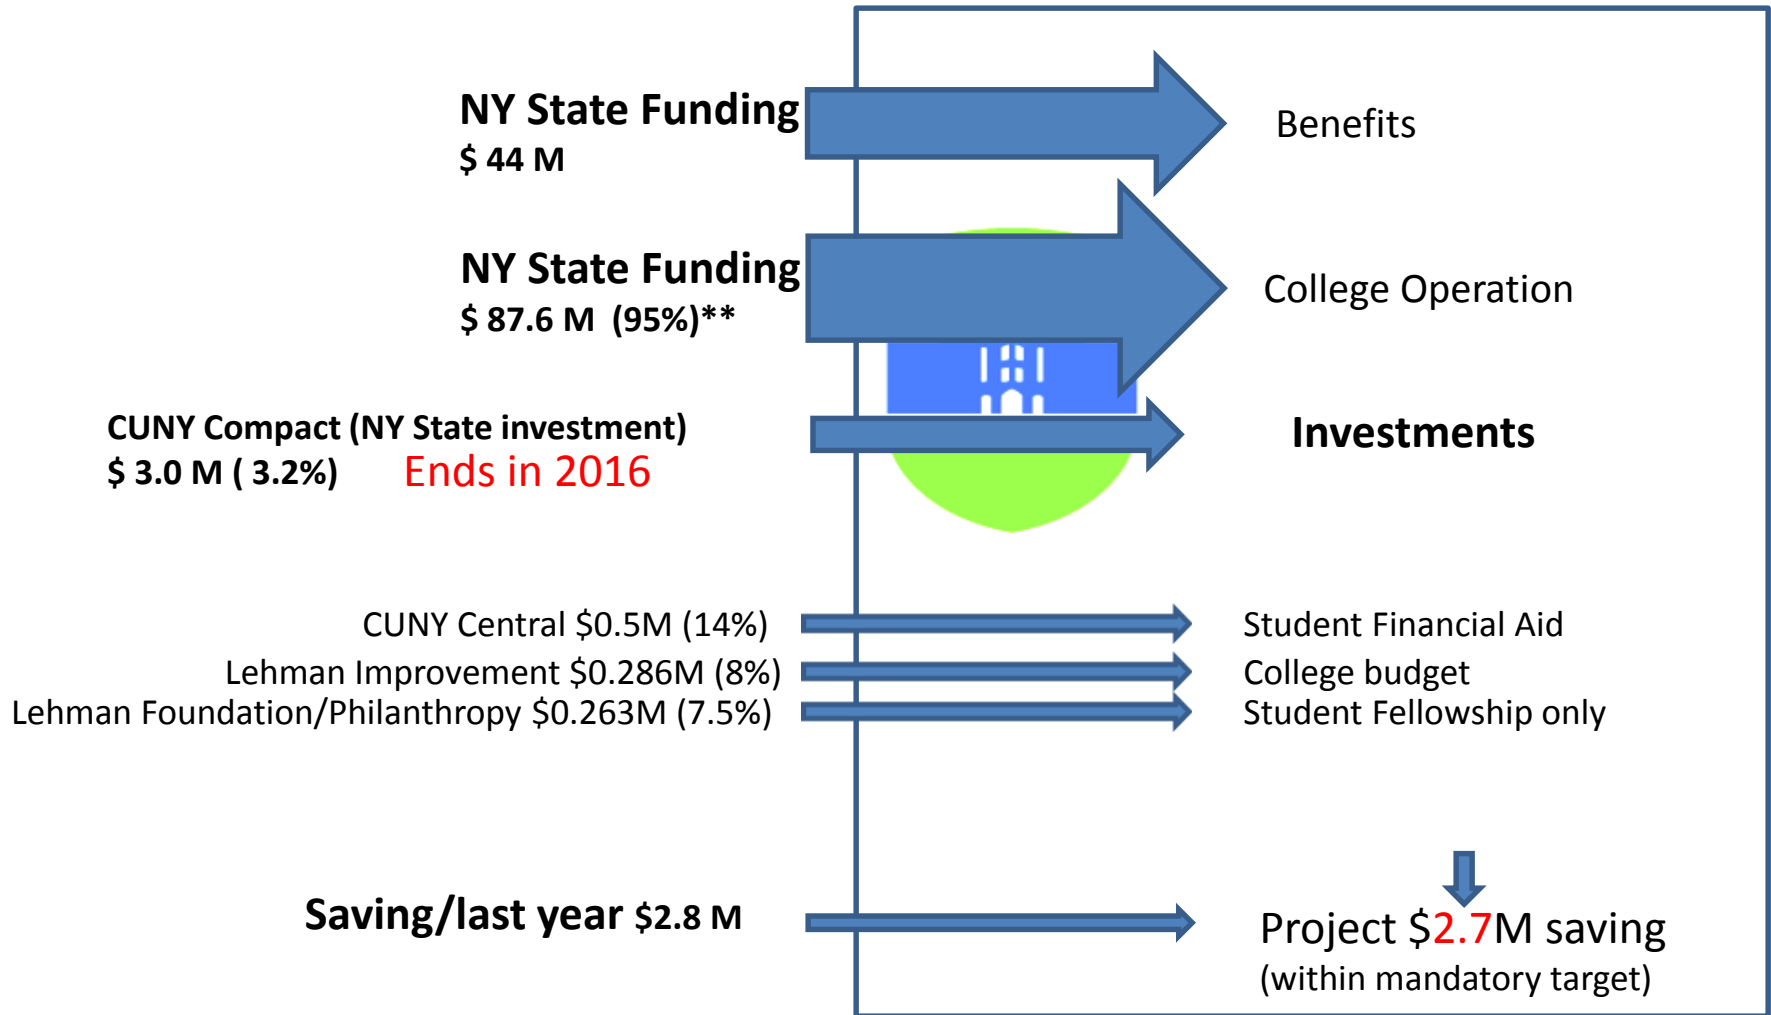 NY State Funding
$ 44 M
Benefits
NY State Funding
$ 87.6 M (95%)**
College Operation
CUNY Compact (NY State investment)
$ 3.0 M ( 3.2%) Ends in 2016
Investments
CUNY Central $0.5M (14%)
Student Financial Aid
Lehman Improvement $0.286M (8%)
College budget
Lehman Foundation/Philanthropy $0.263M (7.5%)
Student Fellowship only
Saving/last year $2.8 M
Project $2.7M saving
(within mandatory target)